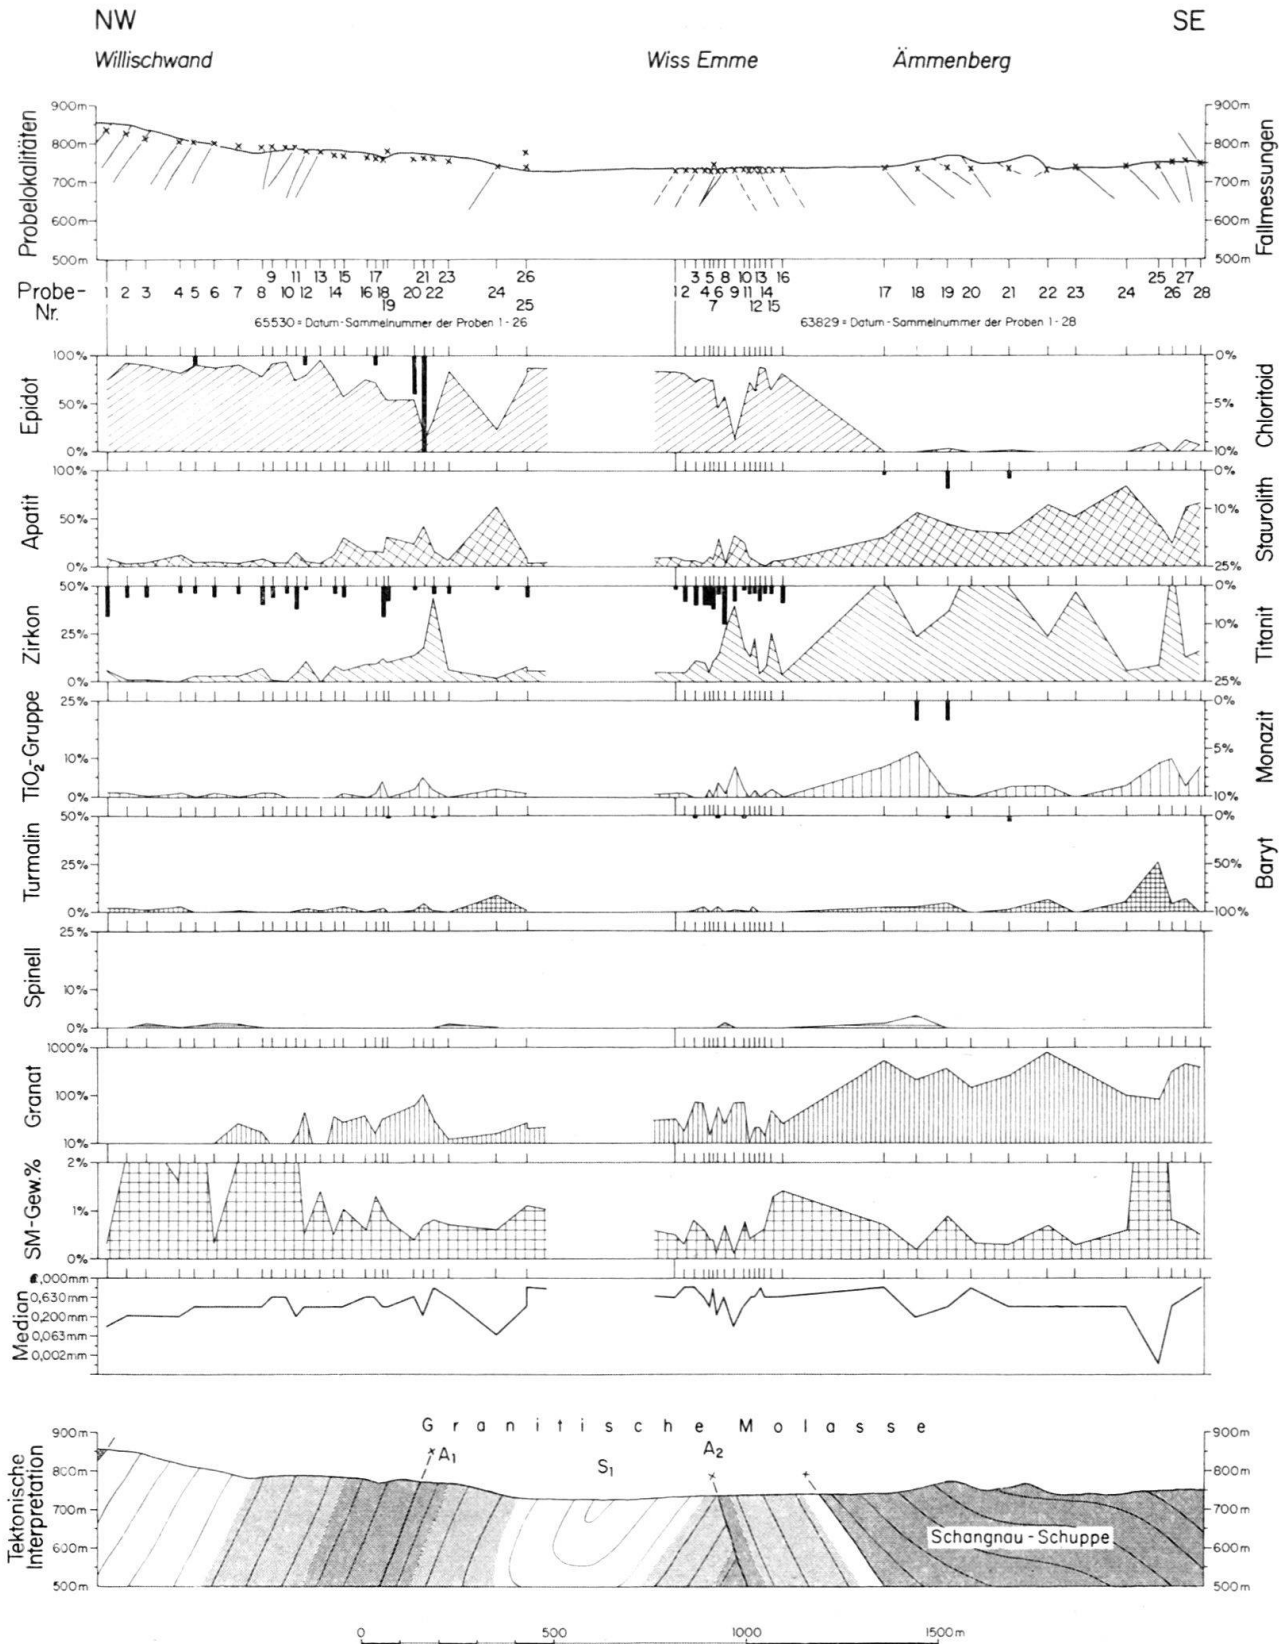 NW SE
Willischwand Wiss Emme Ämmenberg
Probelokalitäten
900m 900m
800m 800m
700m 700m
600m 600m
500m 500m
Fallmessungen
9 11 13 15 17 21 23 26 3 5 8 10 13 16 25 27
Probe-Nr.
1 2 3 4 5 6 7 8 10 12 14 16 18 20 22 24 25 1 2 4 6 9 11 14 17 18 19 20 21 22 23 24 26 28
19 7 12 15
65530 = Datum-Sammelnummer der Proben 1-26 63829 = Datum-Sammelnummer der Proben 1-28
Epidot
100% 0%
50% 5%
0% 10%
Chloritoid
Apatit
100% 0%
50% 10%
0% 25%
Staurolith
Zirkon
50% 0%
25% 10%
0% 25%
Titanit
TiO₂-Gruppe
25% 0%
10% 5%
0% 10%
Monazit
Turmalin
50% 0%
25% 50%
0% 100%
Baryt
Spinell
25%
10%
0%
Granat
1000%
100%
10%
SM-Gew.%
2%
1%
0%
Median
,000mm
0,630mm
0,200mm
0,063mm
0,002mm
Granitische Molasse
Tektonische
Interpretation
900m A₁ S₁ A₂ 900m
800m 800m
700m 700m
Schangnau-Schuppe
600m 600m
500m 500m
0 500 1000 1500m